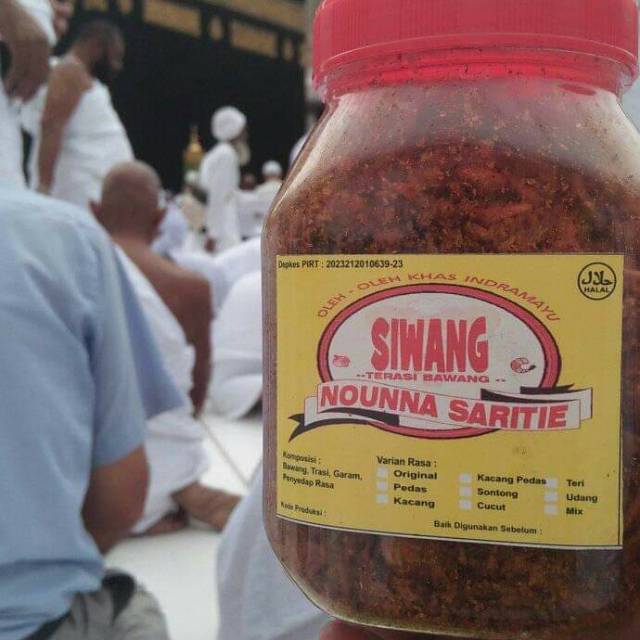 Depkes PIRT : 2023212010639-23
حلال
HALAL
OLEH - OLEH KHAS INDRAMAYU
SIWANG
--TERASI BAWANG --
NOUNNA SARITIE
Komposisi :
Bawang, Trasi, Garam,
Penyedap Rasa
Kode Produksi :
Varian Rasa :
Original
Pedas
Kacang
Kacang Pedas
Sontong
Cucut
Teri
Udang
Mix
Baik Digunakan Sebelum :